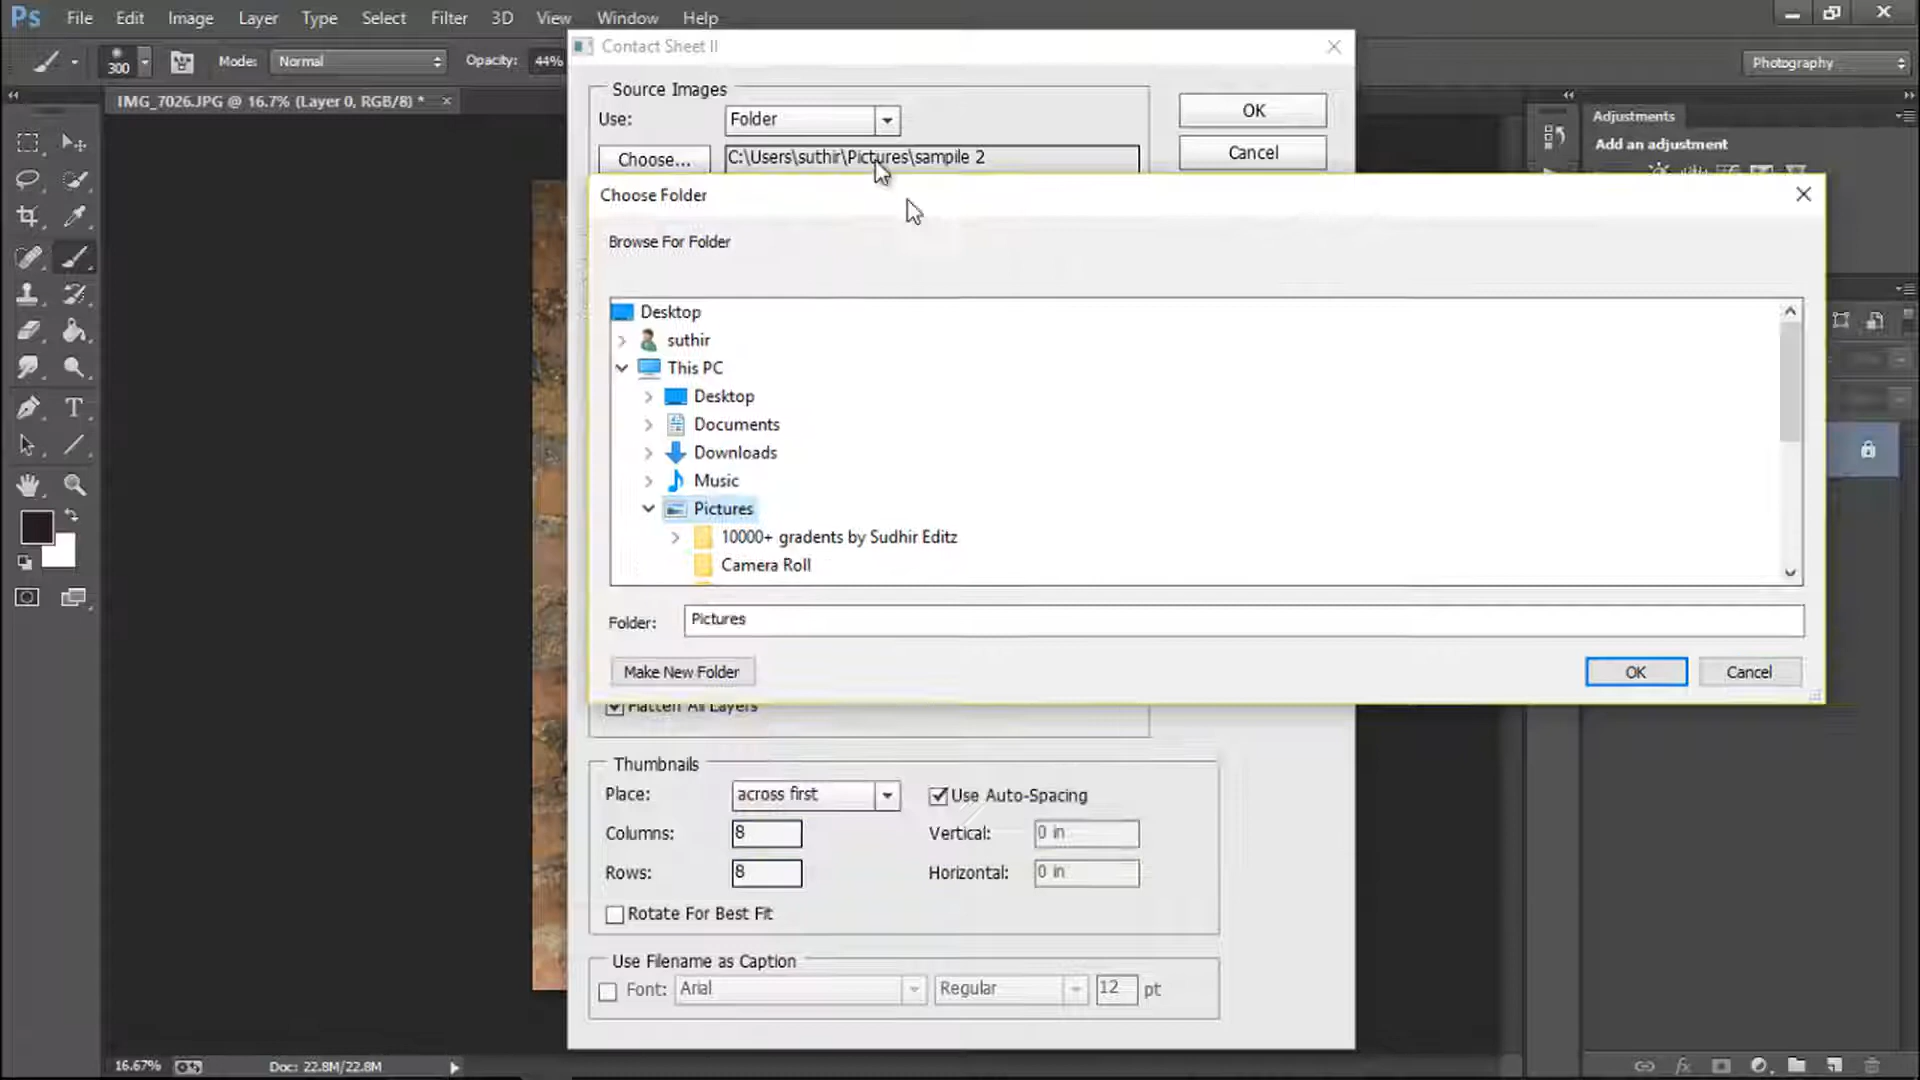 Ps File Edit Image Layer Type Select Filter 3D View Window Help
300 Mode: Normal Opacity: 44% Photography
IMG_7026.JPG @ 16.7% (Layer 0, RGB/8) *
Contact Sheet II
Source Images
Use: Folder
Choose... C:\Users\suthir\Pictures\sampile 2
OK
Cancel
Adjustments
Add an adjustment
Choose Folder
Browse For Folder
Desktop
suthir
This PC
Desktop
Documents
Downloads
Music
Pictures
10000+ gradents by Sudhir Editz
Camera Roll
Folder: Pictures
Make New Folder OK Cancel
Flatten All Layers
Thumbnails
Place: across first Use Auto-Spacing
Columns: 8 Vertical: 0 in
Rows: 8 Horizontal: 0 in
Rotate For Best Fit
Use Filename as Caption
Font: Arial Regular 12 pt
16.67% Doc: 22.8M/22.8M